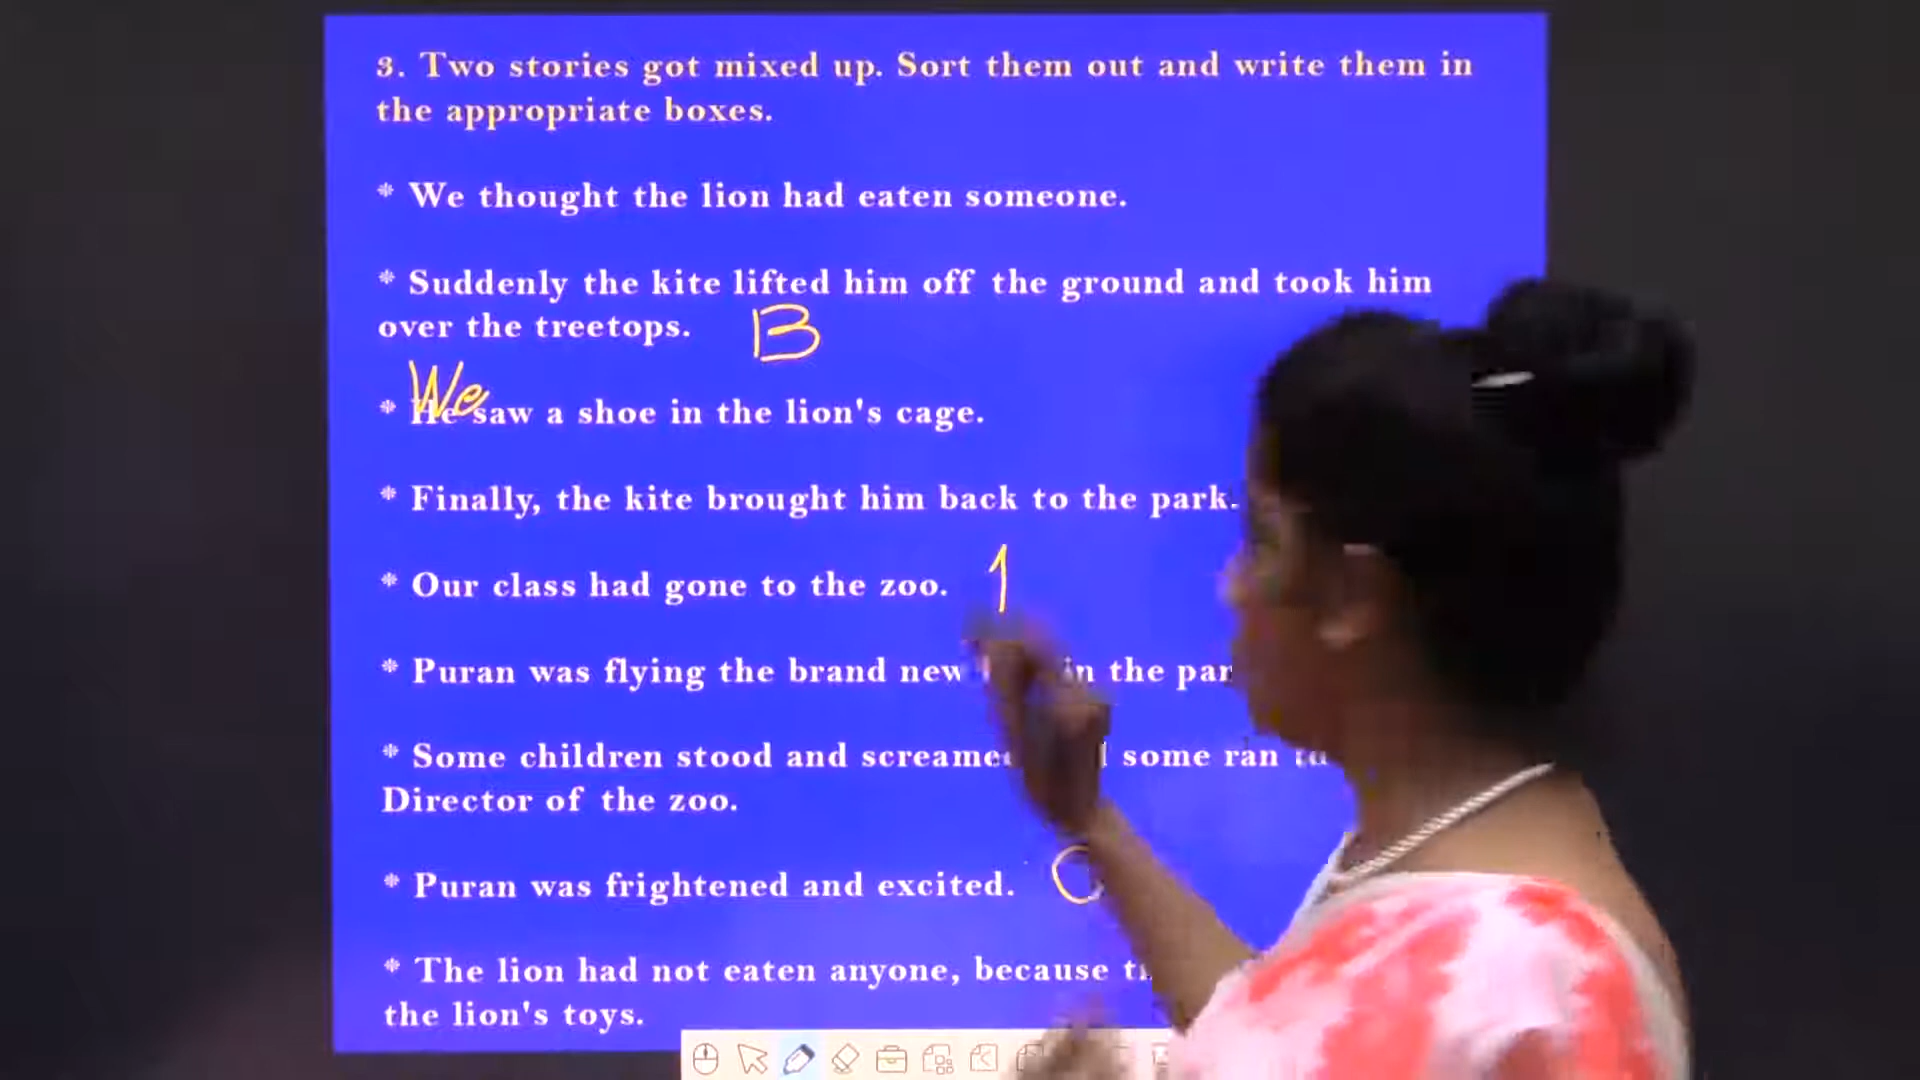 3. Two stories got mixed up. Sort them out and write them in
the appropriate boxes.
* We thought the lion had eaten someone.
* Suddenly the kite lifted him off the ground and took him
over the treetops. B
We
* He saw a shoe in the lion's cage.
* Finally, the kite brought him back to the park.
* Our class had gone to the zoo. 1
* Puran was flying the brand new in the
* Some children stood and some ran
Director of the zoo.
* Puran was frightened and excited.
* The lion had not eaten anyone, because
the lion's toys.